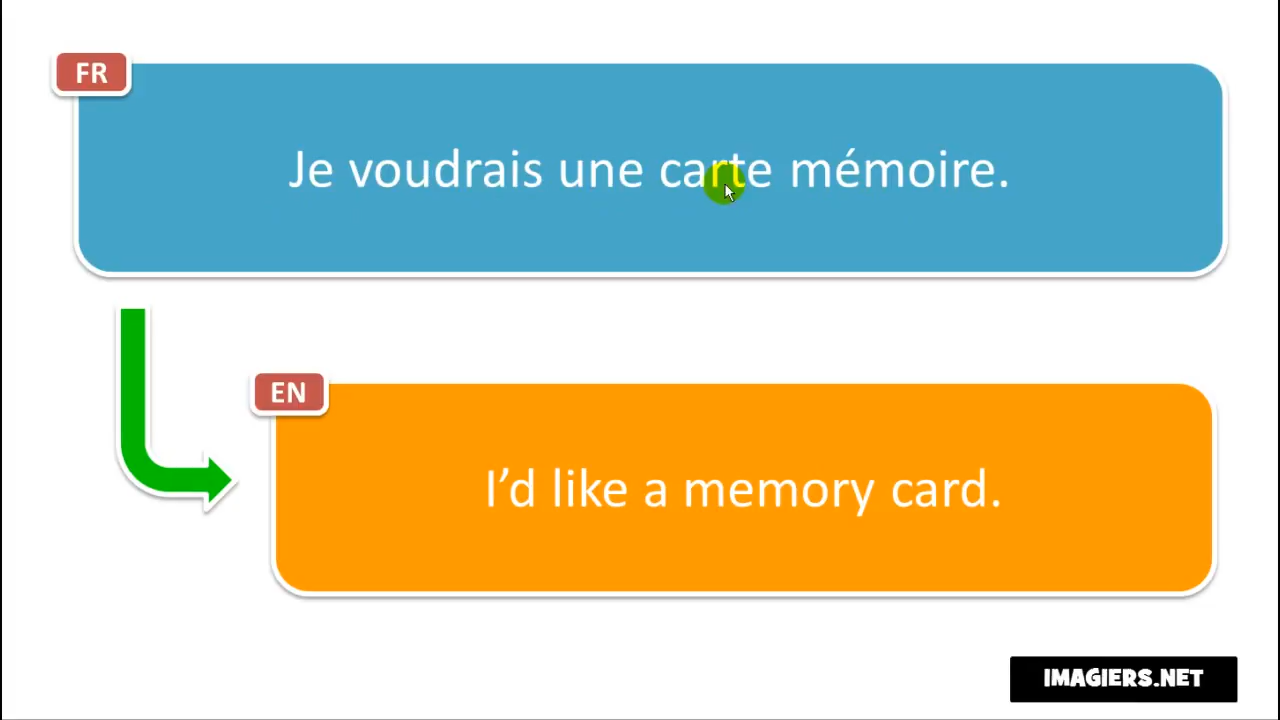 FR
Je voudrais une carte mémoire.
EN
I’d like a memory card.
IMAGIERS.NET